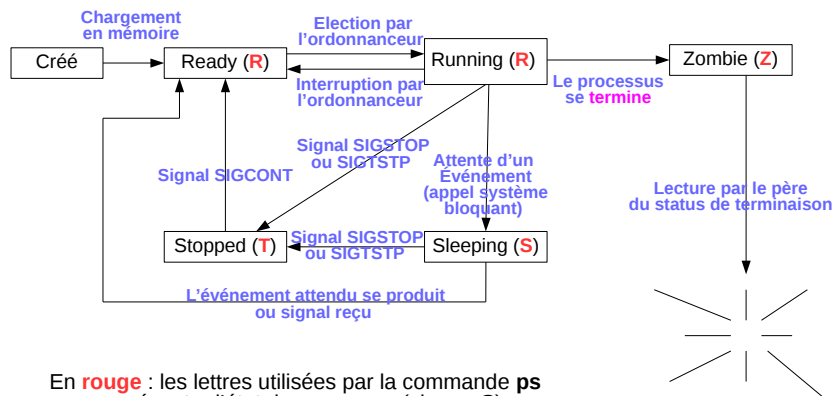 Chargement
en mémoire
Créé
Ready (R)
Election par
l'ordonnanceur
Interruption par
l'ordonnanceur
Running (R)
Le processus
se termine
Zombie (Z)
Signal SIGCONT
Signal SIGSTOP
ou SIGTSTP
Attente d'un
Événement
(appel système
bloquant)
Lecture par le père
du status de terminaison
Stopped (T)
Signal SIGSTOP
ou SIGTSTP
Sleeping (S)
L'événement attendu se produit
ou signal reçu
En rouge : les lettres utilisées par la commande ps